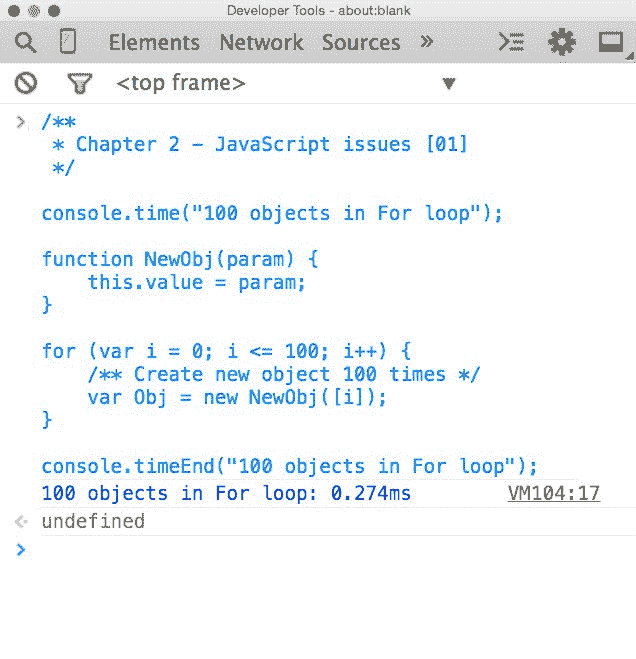 Developer Tools - about:blank
Elements Network Sources »
<top frame> ▼
> /**
 * Chapter 2 - JavaScript issues [01]
 */
console.time("100 objects in For loop");
function NewObj(param) {
    this.value = param;
}
for (var i = 0; i <= 100; i++) {
    /** Create new object 100 times */
    var Obj = new NewObj([i]);
}
console.timeEnd("100 objects in For loop");
100 objects in For loop: 0.274ms VM104:17
undefined
>